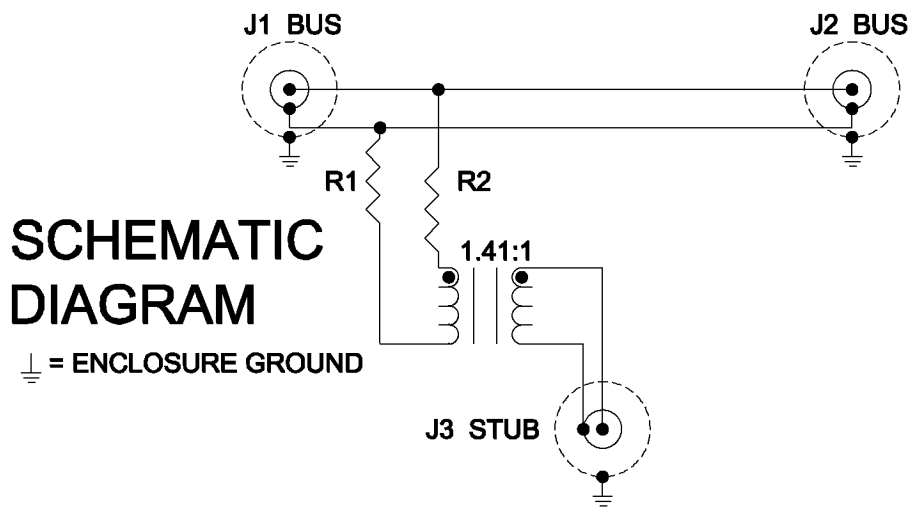 J1 BUS
J2 BUS
R1
R2
1.41:1
SCHEMATIC
DIAGRAM
= ENCLOSURE GROUND
J3 STUB